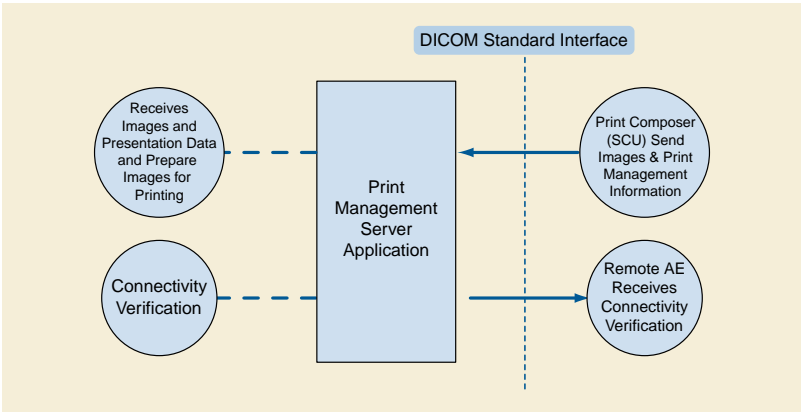 DICOM Standard Interface
Receives
Images and
Presentation Data
and Prepare
Images for
Printing
Print
Management
Server
Application
Print Composer
(SCU) Send
Images & Print
Management
Information
Connectivity
Verification
Remote AE
Receives
Connectivity
Verification